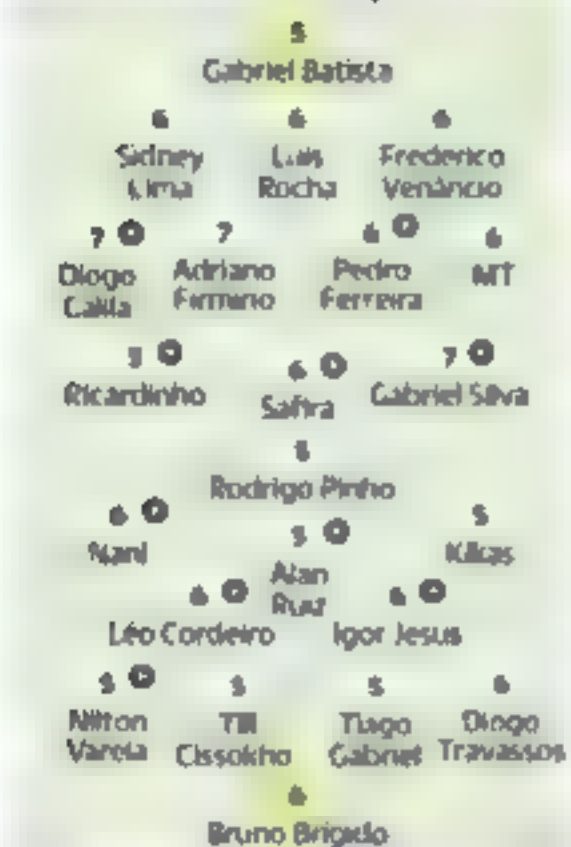 5
Gabriel Batista
6 6 6
Sidney Luís Frederico
Lima Rocha Venâncio
7 7 6 6
Diogo Adriano Pedro MT
Calila Firmino Ferreira
5 6 7
Ricardinho Safira Gabriel Silva
5
Rodrigo Pinho
6 5 5
Nani Alan Kikas
Ruiz
6 6
Léo Cordeiro Igor Jesus
5 5 5 6
Nilton Till Tiago Diogo
Varela Cissokho Gabriel Travassos
6
Bruno Brigido